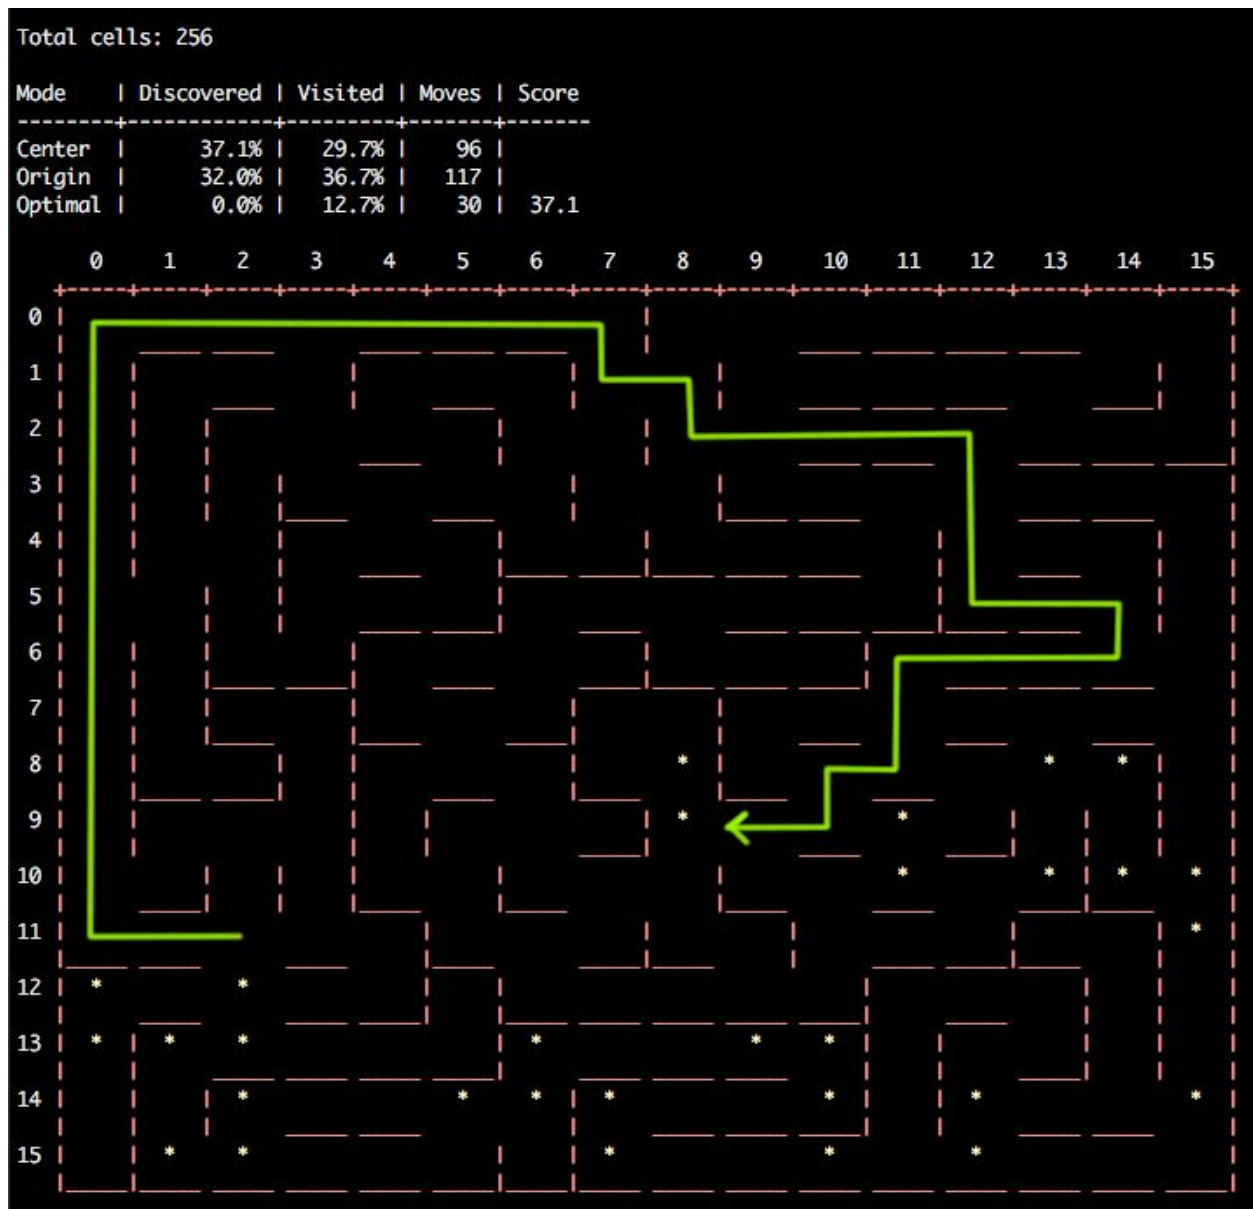 Total cells: 256
Mode | Discovered | Visited | Moves | Score
--------+------------+---------+-------+-------
Center | 37.1% | 29.7% | 96 |
Origin | 32.0% | 36.7% | 117 |
Optimal | 0.0% | 12.7% | 30 | 37.1
0 1 2 3 4 5 6 7 8 9 10 11 12 13 14 15
0
1
2
3
4
5
6
7
8 * * *
9 * *
10 * * * *
11 *
12 * *
13 * * * * * *
14 * * * * * * *
15 * * * * *